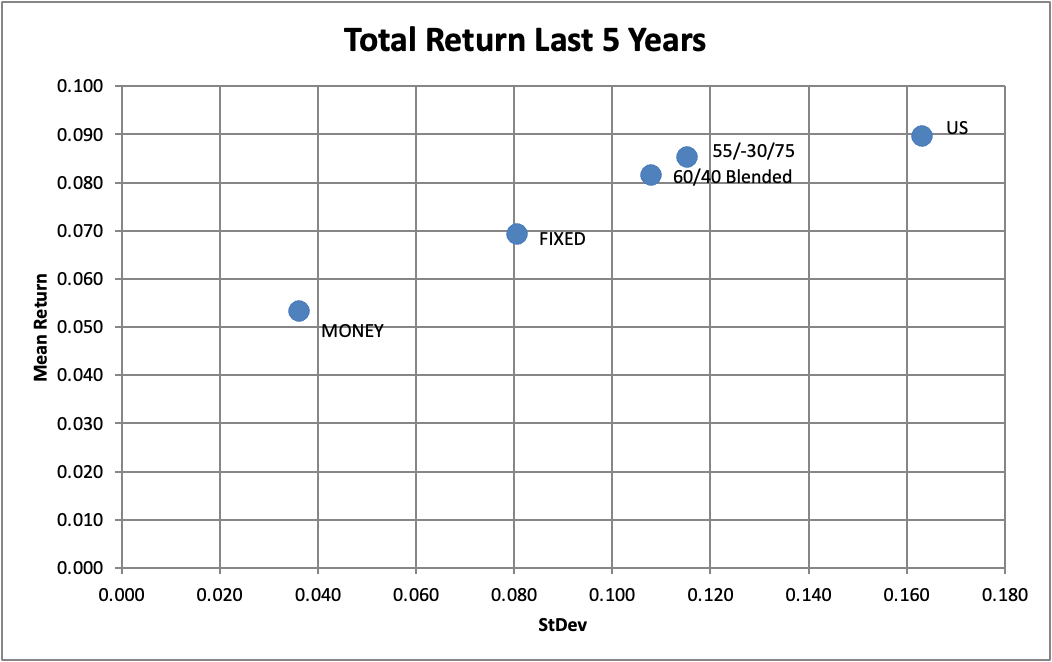 Total Return Last 5 Years
0.100
0.090
0.080
0.070
0.060
0.050
0.040
0.030
0.020
0.010
0.000
Mean Return
US
55/-30/75
60/40 Blended
FIXED
MONEY
0.000 0.020 0.040 0.060 0.080 0.100 0.120 0.140 0.160 0.180
StDev